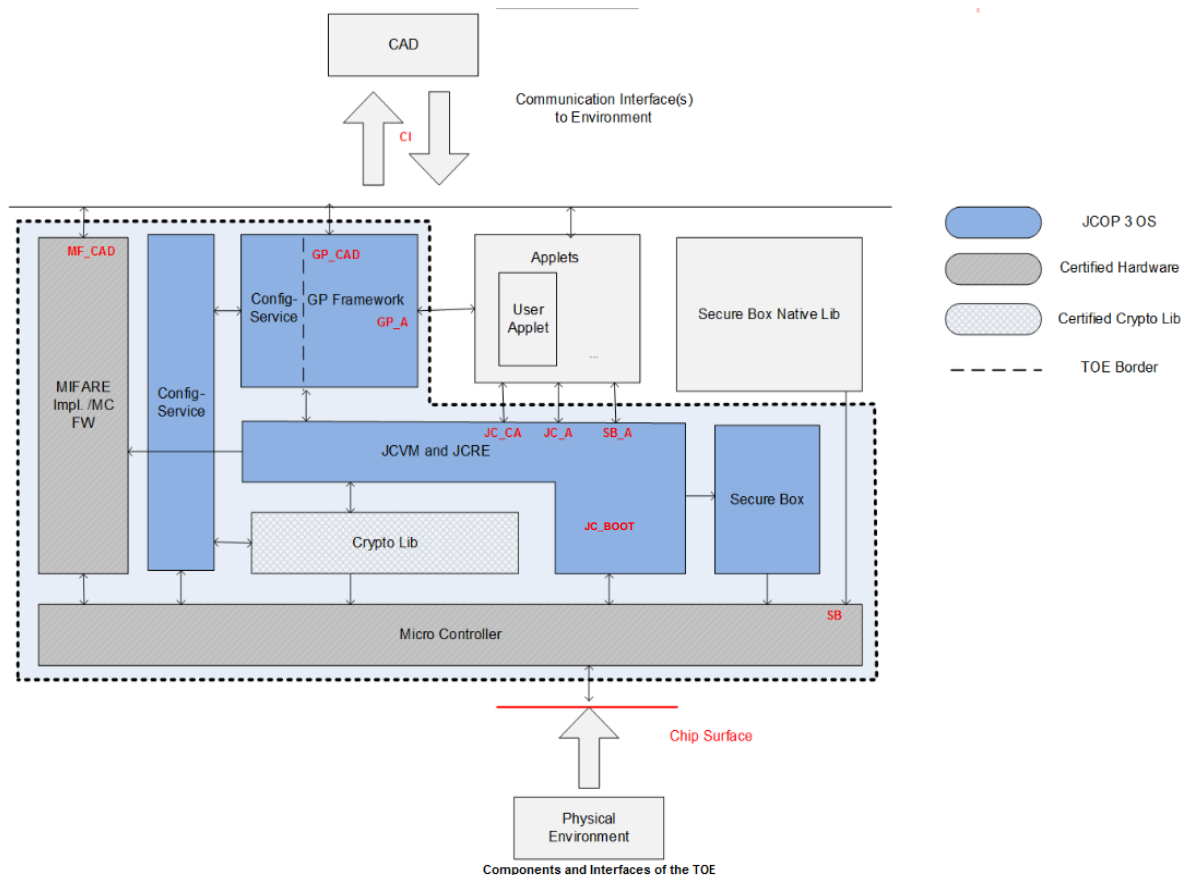 CAD
Communication Interface(s)
to Environment
CI
MF_CAD
MIFARE
Impl. /MC
FW
Config-
Service
GP_CAD
Config-
Service
GP Framework
GP_A
Applets
User
Applet
...
Secure Box Native Lib
JCOP 3 OS
Certified Hardware
Certified Crypto Lib
TOE Border
JC_CA
JC_A
SB_A
JCVM and JCRE
JC_BOOT
Secure Box
Crypto Lib
SB
Micro Controller
Chip Surface
Physical
Environment
Components and Interfaces of the TOE